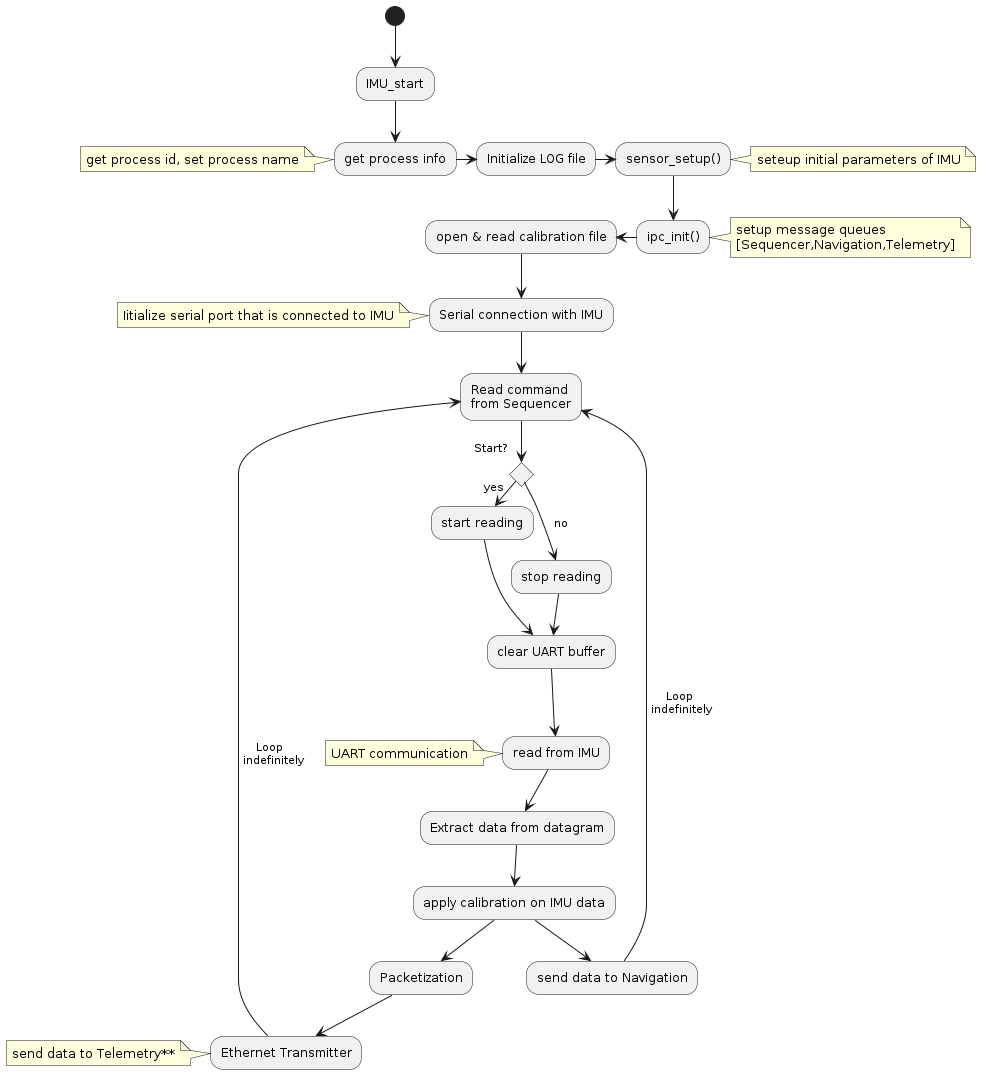 IMU_start
get process id, set process name
get process info
Initialize LOG file
sensor_setup()
seteup initial parameters of IMU
open & read calibration file
ipc_init()
setup message queues
[Sequencer,Navigation,Telemetry]
Iitialize serial port that is connected to IMU
Serial connection with IMU
Read command
from Sequencer
Start?
yes
start reading
no
stop reading
clear UART buffer
Loop
indefinitely
Loop
indefinitely
UART communication
read from IMU
Extract data from datagram
apply calibration on IMU data
Packetization
send data to Navigation
send data to Telemetry**
Ethernet Transmitter